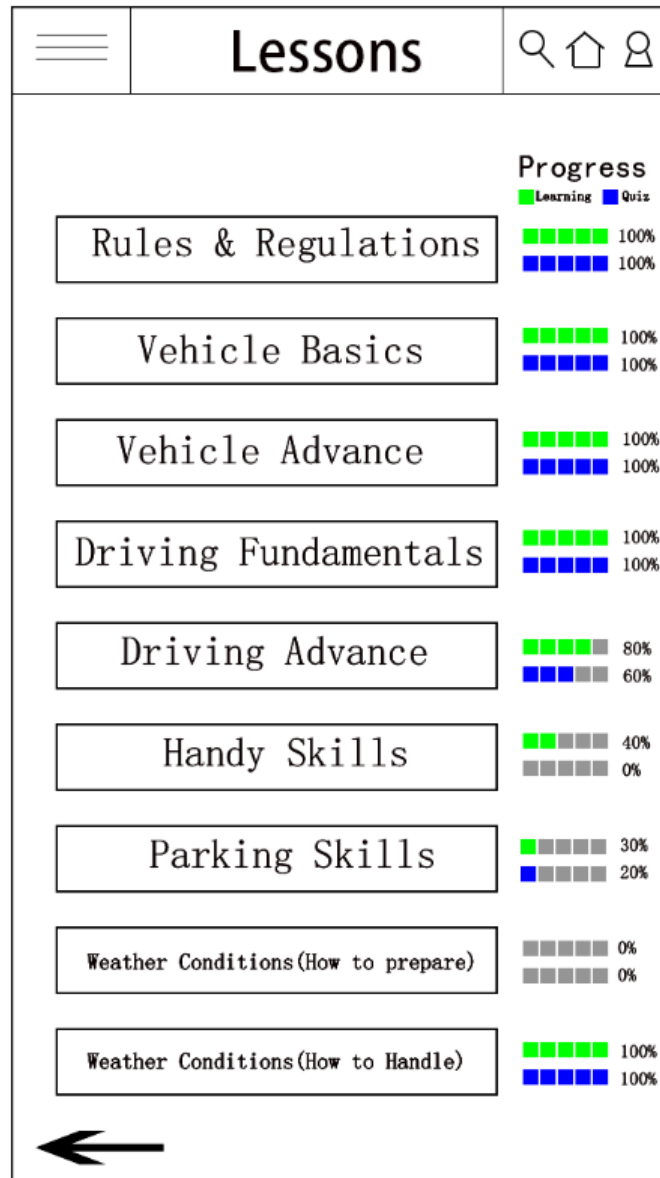 Lessons
Progress
Learning Quiz
Rules & Regulations
100%
100%
Vehicle Basics
100%
100%
Vehicle Advance
100%
100%
Driving Fundamentals
100%
100%
Driving Advance
80%
60%
Handy Skills
40%
0%
Parking Skills
30%
20%
Weather Conditions(How to prepare)
0%
0%
Weather Conditions(How to Handle)
100%
100%